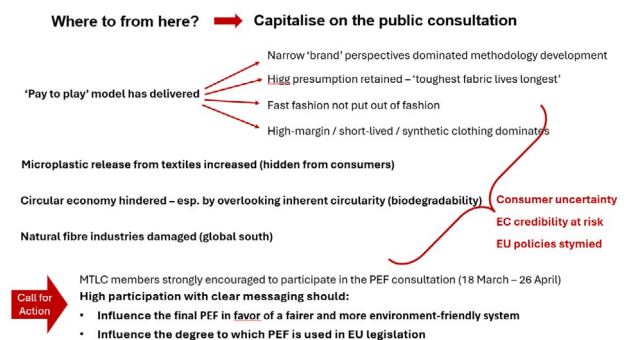 Where to from here? Capitalise on the public consultation
Narrow ‘brand’ perspectives dominated methodology development
Higg presumption retained – ‘toughest fabric lives longest’
‘Pay to play’ model has delivered
Fast fashion not put out of fashion
High-margin / short-lived / synthetic clothing dominates
Microplastic release from textiles increased (hidden from consumers)
Circular economy hindered – esp. by overlooking inherent circularity (biodegradability)
Consumer uncertainty
EC credibility at risk
EU policies stymied
Natural fibre industries damaged (global south)
Call for
Action
MTLC members strongly encouraged to participate in the PEF consultation (18 March – 26 April)
High participation with clear messaging should:
• Influence the final PEF in favor of a fairer and more environment-friendly system
• Influence the degree to which PEF is used in EU legislation